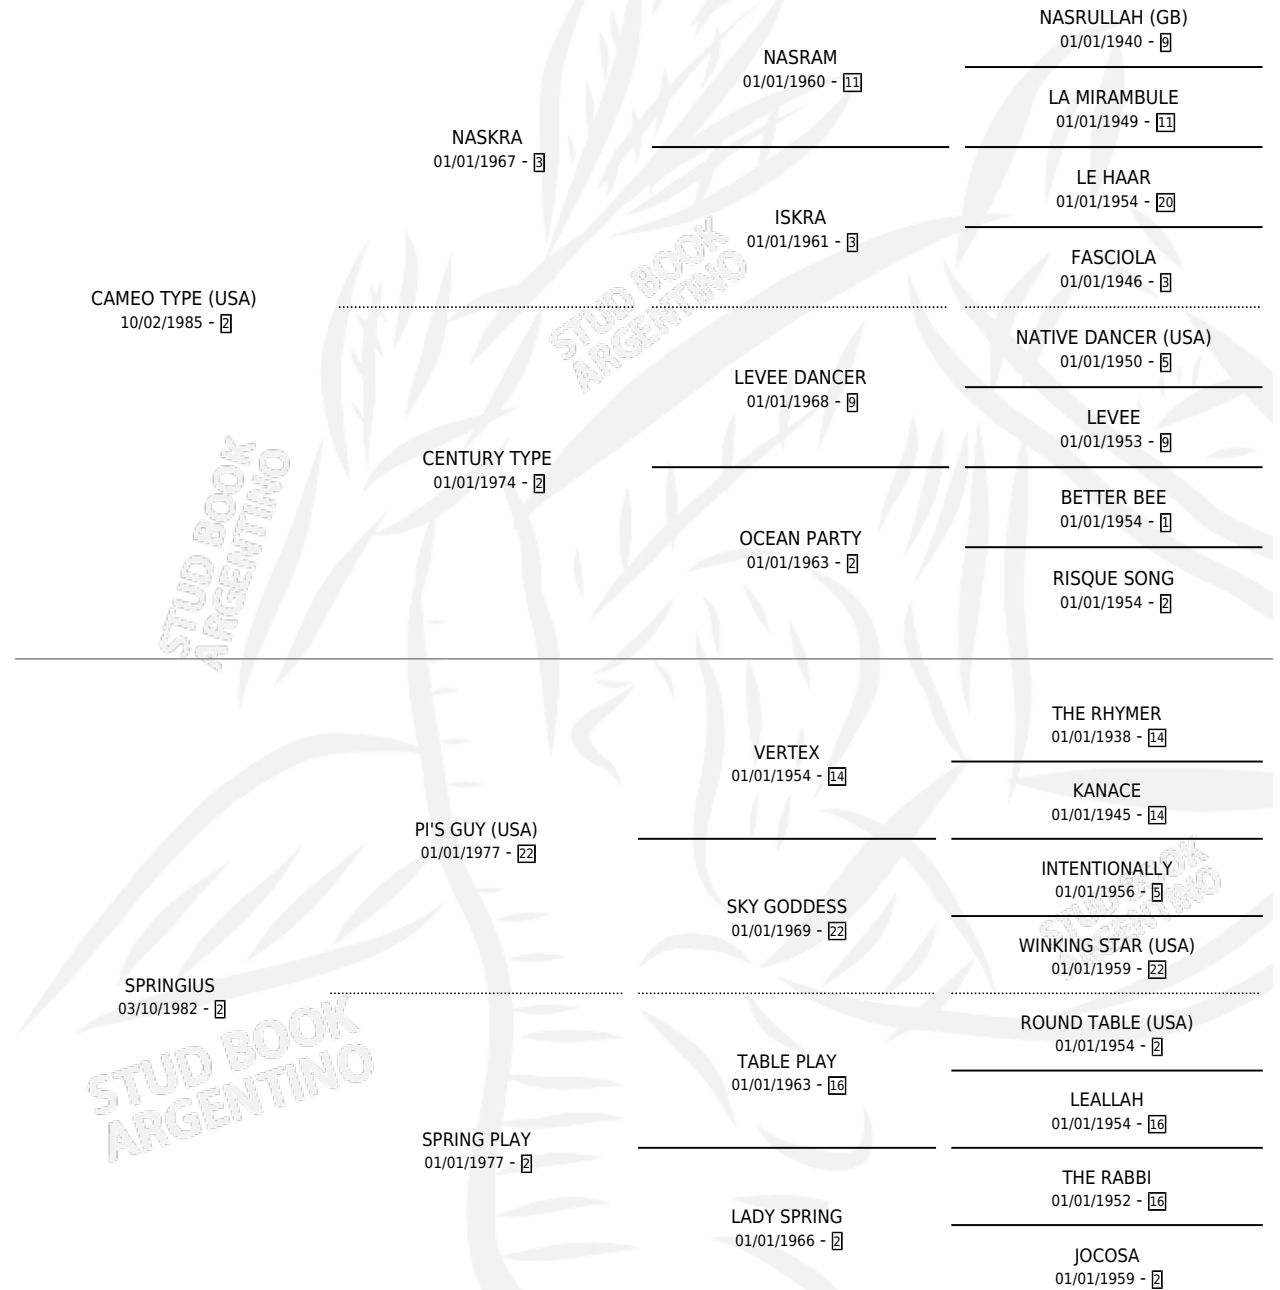 NASRULLAH (GB)
01/01/1940 - 9
NASRAM
01/01/1960 - 11
LA MIRAMBULE
01/01/1949 - 11
NASKRA
01/01/1967 - 3
LE HAAR
01/01/1954 - 20
ISKRA
01/01/1961 - 3
FASCIOLA
01/01/1946 - 3
CAMEO TYPE (USA)
10/02/1985 - 2
NATIVE DANCER (USA)
01/01/1950 - 5
LEVEE DANCER
01/01/1968 - 9
LEVEE
01/01/1953 - 9
CENTURY TYPE
01/01/1974 - 2
BETTER BEE
01/01/1954 - 1
OCEAN PARTY
01/01/1963 - 2
RISQUE SONG
01/01/1954 - 2
THE RHYMER
01/01/1938 - 14
VERTEX
01/01/1954 - 14
KANACE
01/01/1945 - 14
PI'S GUY (USA)
01/01/1977 - 22
INTENTIONALLY
01/01/1956 - 5
SKY GODDESS
01/01/1969 - 22
WINKING STAR (USA)
01/01/1959 - 22
SPRINGIUS
03/10/1982 - 2
ROUND TABLE (USA)
01/01/1954 - 2
TABLE PLAY
01/01/1963 - 16
LEALLAH
01/01/1954 - 16
SPRING PLAY
01/01/1977 - 2
THE RABBI
01/01/1952 - 16
LADY SPRING
01/01/1966 - 2
JOCOSA
01/01/1959 - 2
STUD BOOK
ARGENTINO
STUD BOOK
ARGENTINO
STUD BOOK
ARGENTINO
STUD BOOK
ARGENTINO